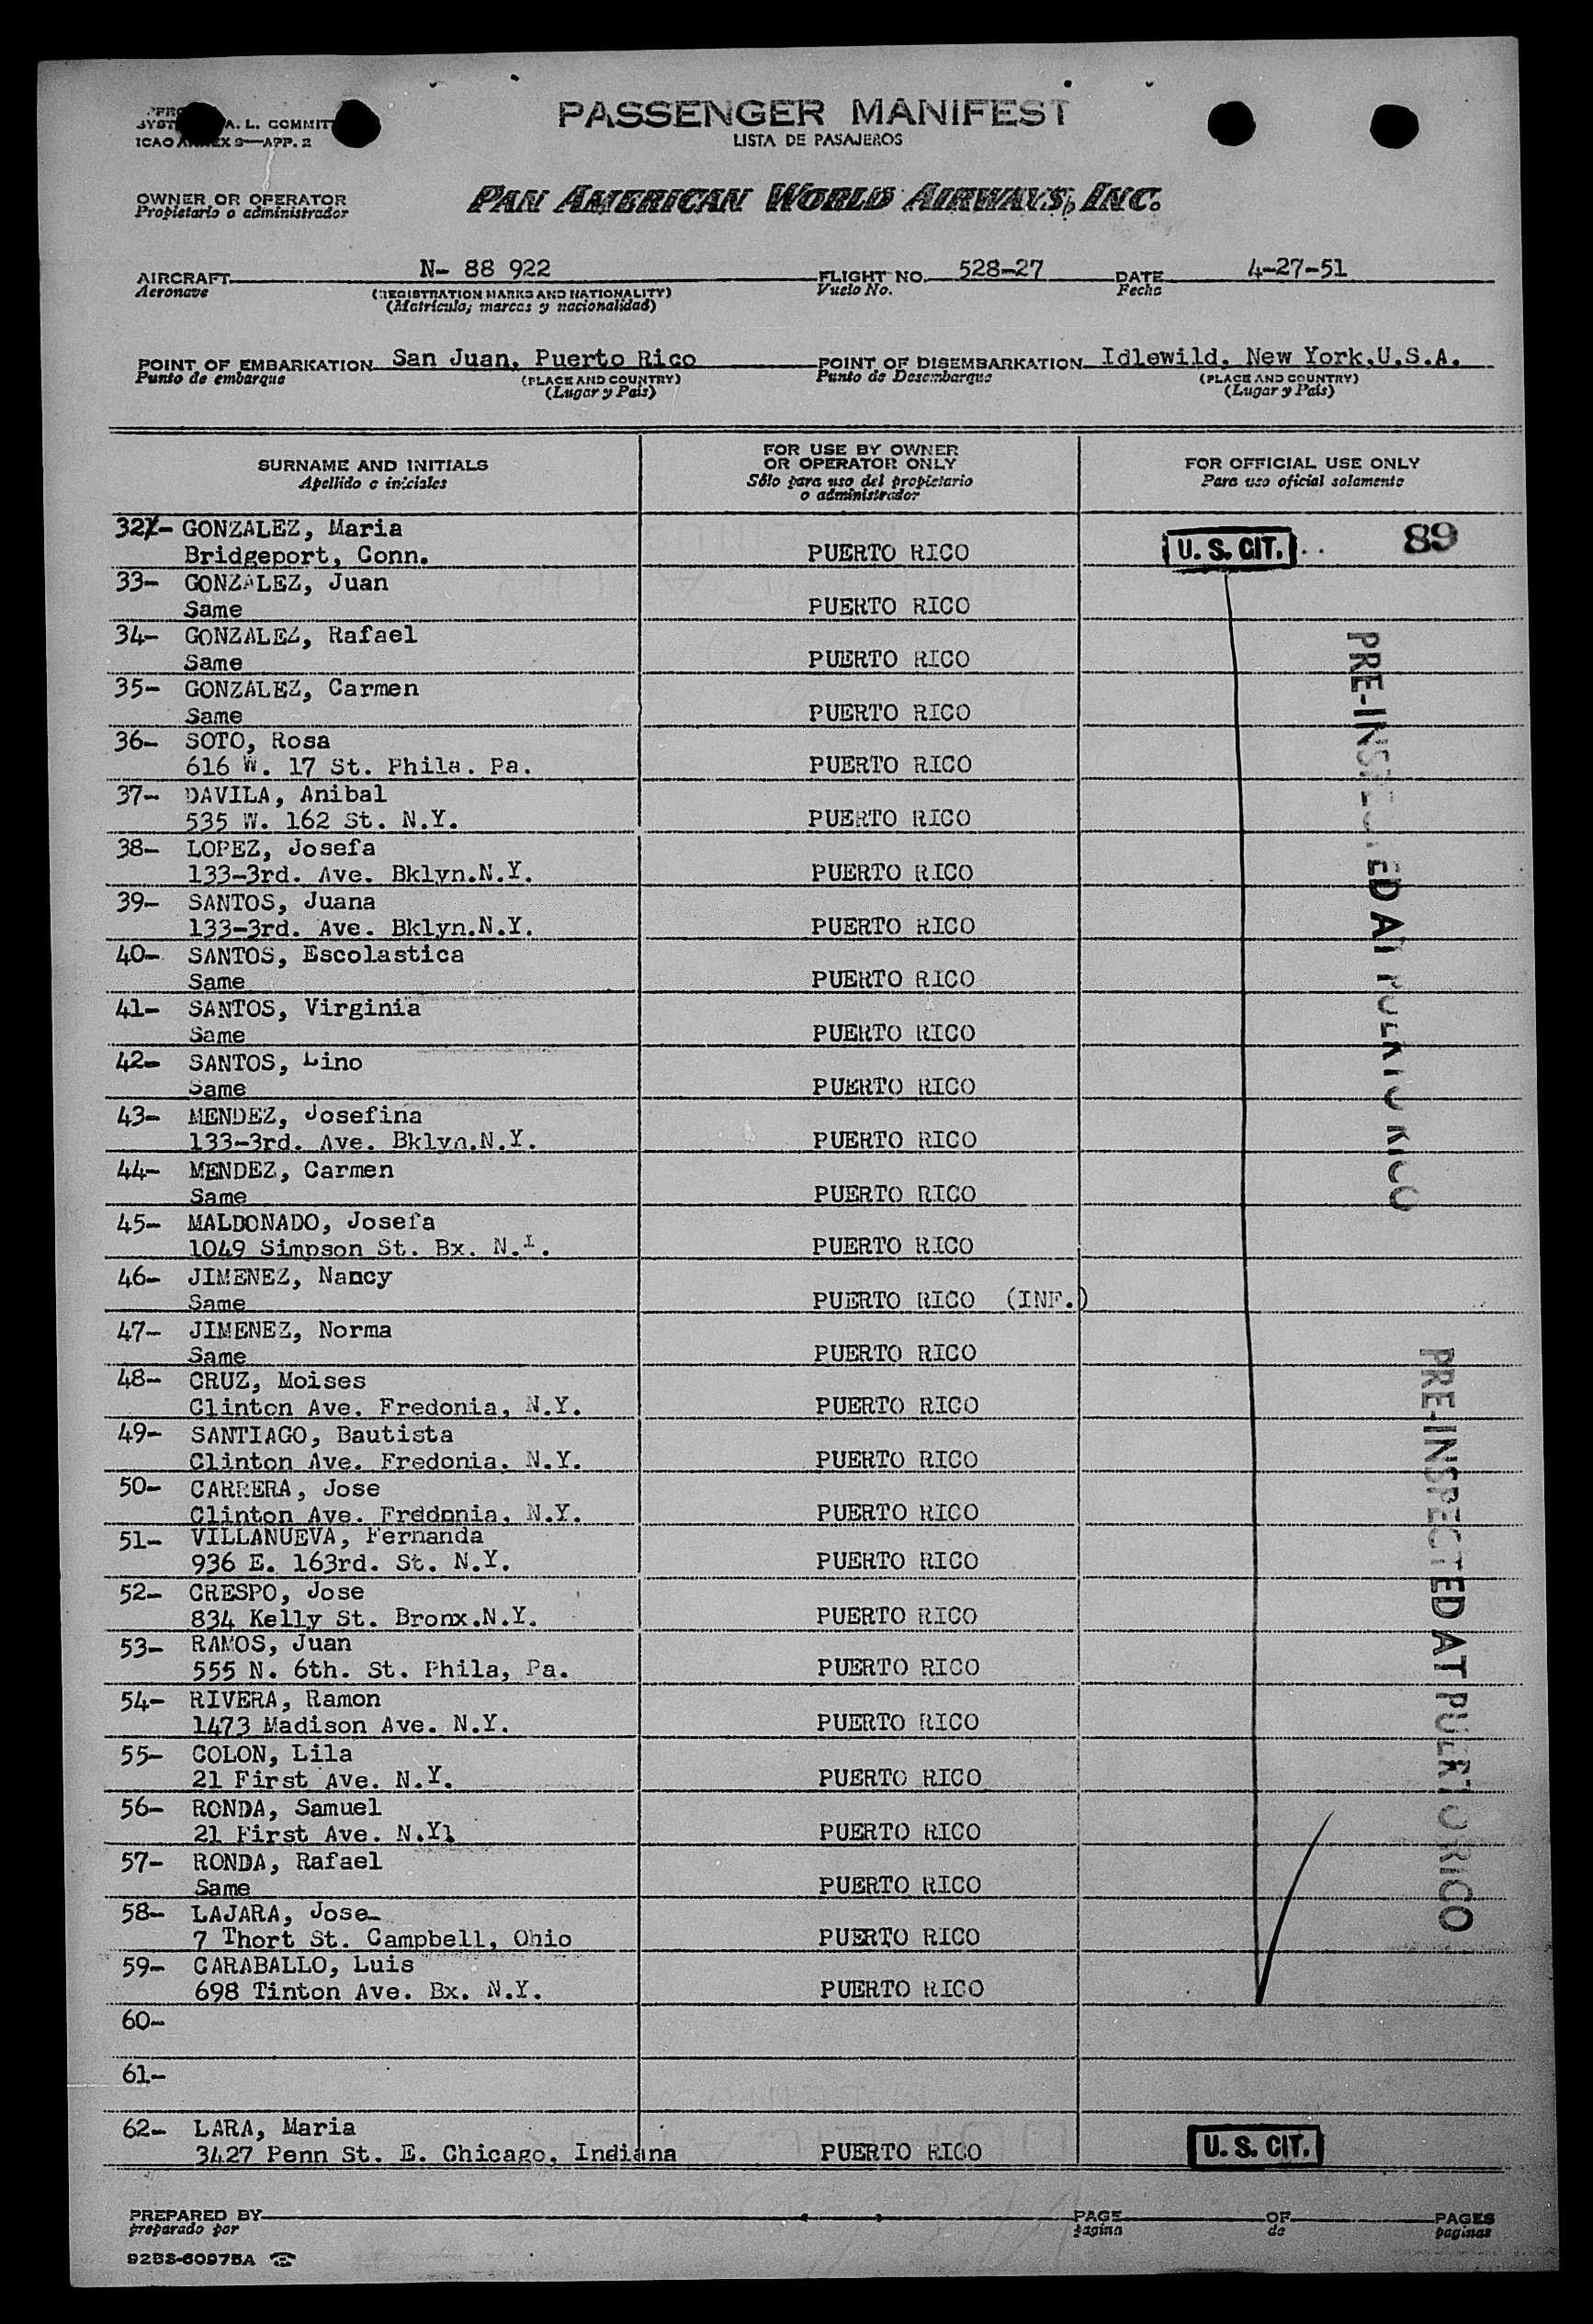 A. L. COMMIT
ICAO ANNEX 9—APP. 2
PASSENGER MANIFEST
LISTA DE PASAJEROS
OWNER OR OPERATOR
Propietario o administrador
PAN AMERICAN WORLD AIRWAYS, INC.
AIRCRAFT N- 88 922 FLIGHT NO. 528-27 DATE 4-27-51
Aeronave (REGISTRATION MARKS AND NATIONALITY) Vuelo No. Fecha
(Matrícula; marcas y nacionalidad)
POINT OF EMBARKATION San Juan, Puerto Rico POINT OF DISEMBARKATION Idlewild, New York,U.S.A.
Punto de embarque (PLACE AND COUNTRY) Punto de Desembarque (PLACE AND COUNTRY)
(Lugar y País) (Lugar y País)
SURNAME AND INITIALS FOR USE BY OWNER OR OPERATOR ONLY FOR OFFICIAL USE ONLY
Apellido e iniciales Sólo para uso del propietario o administrador Para uso oficial solamente
32- GONZALEZ, Maria
Bridgeport, Conn. PUERTO RICO U. S. CIT. 89
33- GONZALEZ, Juan
Same PUERTO RICO
34- GONZALEZ, Rafael
Same PUERTO RICO
35- GONZALEZ, Carmen
Same PUERTO RICO
36- SOTO, Rosa
616 W. 17 St. Phila. Pa. PUERTO RICO
37- DAVILA, Anibal
535 W. 162 St. N.Y. PUERTO RICO
38- LOPEZ, Josefa
133-3rd. Ave. Bklyn.N.Y. PUERTO RICO
39- SANTOS, Juana
133-3rd. Ave. Bklyn.N.Y. PUERTO RICO
40- SANTOS, Escolastica
Same PUERTO RICO
41- SANTOS, Virginia
Same PUERTO RICO
42- SANTOS, Lino
Same PUERTO RICO
43- MENDEZ, Josefina
133-3rd. Ave. Bklyn.N.Y. PUERTO RICO
44- MENDEZ, Carmen
Same PUERTO RICO
45- MALDONADO, Josefa
1049 Simpson St. Bx. N.Y. PUERTO RICO
46- JIMENEZ, Nancy
Same PUERTO RICO (INF.)
47- JIMENEZ, Norma
Same PUERTO RICO
48- CRUZ, Moises
Clinton Ave. Fredonia, N.Y. PUERTO RICO
49- SANTIAGO, Bautista
Clinton Ave. Fredonia. N.Y. PUERTO RICO
50- CARRERA, Jose
Clinton Ave. Freddnia, N.Y. PUERTO RICO
51- VILLANUEVA, Fernanda
936 E. 163rd. St. N.Y. PUERTO RICO
52- CRESPO, Jose
834 Kelly St. Bronx.N.Y. PUERTO RICO
53- RAMOS, Juan
555 N. 6th. St. Phila, Pa. PUERTO RICO
54- RIVERA, Ramon
1473 Madison Ave. N.Y. PUERTO RICO
55- COLON, Lila
21 First Ave. N.Y. PUERTO RICO
56- RONDA, Samuel
21 First Ave. N.Yl PUERTO RICO
57- RONDA, Rafael
Same PUERTO RICO
58- LAJARA, Jose-
7 Thort St. Campbell, Ohio PUERTO RICO
59- CARABALLO, Luis
698 Tinton Ave. Bx. N.Y. PUERTO RICO
60-
61-
62- LARA, Maria
3427 Penn St. E. Chicago, Indiana PUERTO RICO U. S. CIT.
PRE-INSPECTED AT PUERTO RICO
PRE-INSPECTED AT PUERTO RICO
PREPARED BY PAGE OF PAGES
preparado por pagina de paginas
9253-60975A